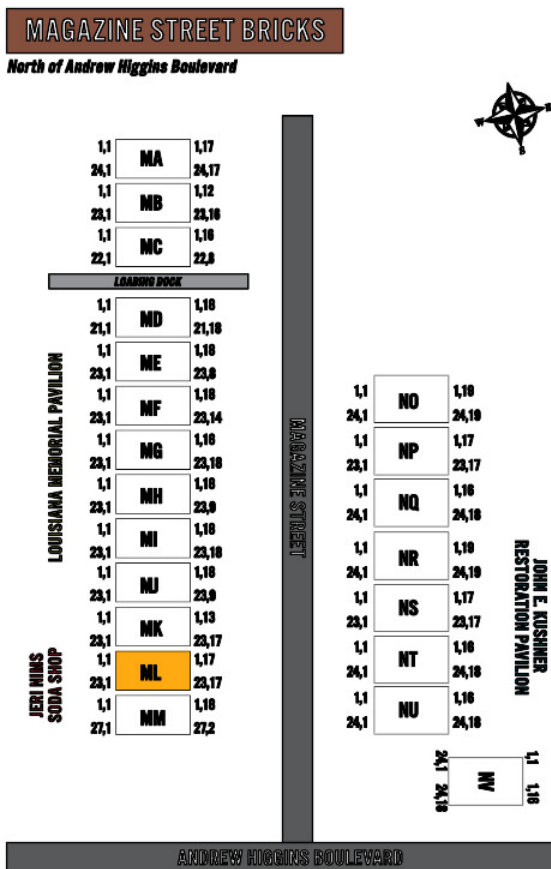 MAGAZINE STREET BRICKS
North of Andrew Higgins Boulevard
N
W
E
S
1,1 MA 1,17
24,1 24,17
1,1 MB 1,12
23,1 23,16
1,1 MC 1,16
22,1 22,8
LOADING DOCK
1,1 MD 1,18
21,1 21,18
1,1 ME 1,18
23,1 23,8
1,1 MF 1,18
23,1 23,14
1,1 MG 1,16
23,1 23,18
1,1 MH 1,18
23,1 23,9
1,1 MI 1,18
23,1 23,18
1,1 MJ 1,18
23,1 23,9
1,1 MK 1,13
23,1 23,17
1,1 ML 1,17
23,1 23,17
1,1 MM 1,18
27,1 27,2
LOUISIANA MEMORIAL PAVILION
JERI NIMS
SODA SHOP
MAGAZINE STREET
1,1 NO 1,19
24,1 24,19
1,1 NP 1,17
23,1 23,17
1,1 NQ 1,16
24,1 24,18
1,1 NR 1,19
24,1 24,19
1,1 NS 1,17
23,1 23,17
1,1 NT 1,16
24,1 24,18
1,1 NU 1,16
24,1 24,18
JOHN E. KUSHNER
RESTORATION PAVILION
1,1 NV 1,16
24,1 24,18
ANDREW HIGGINS BOULEVARD